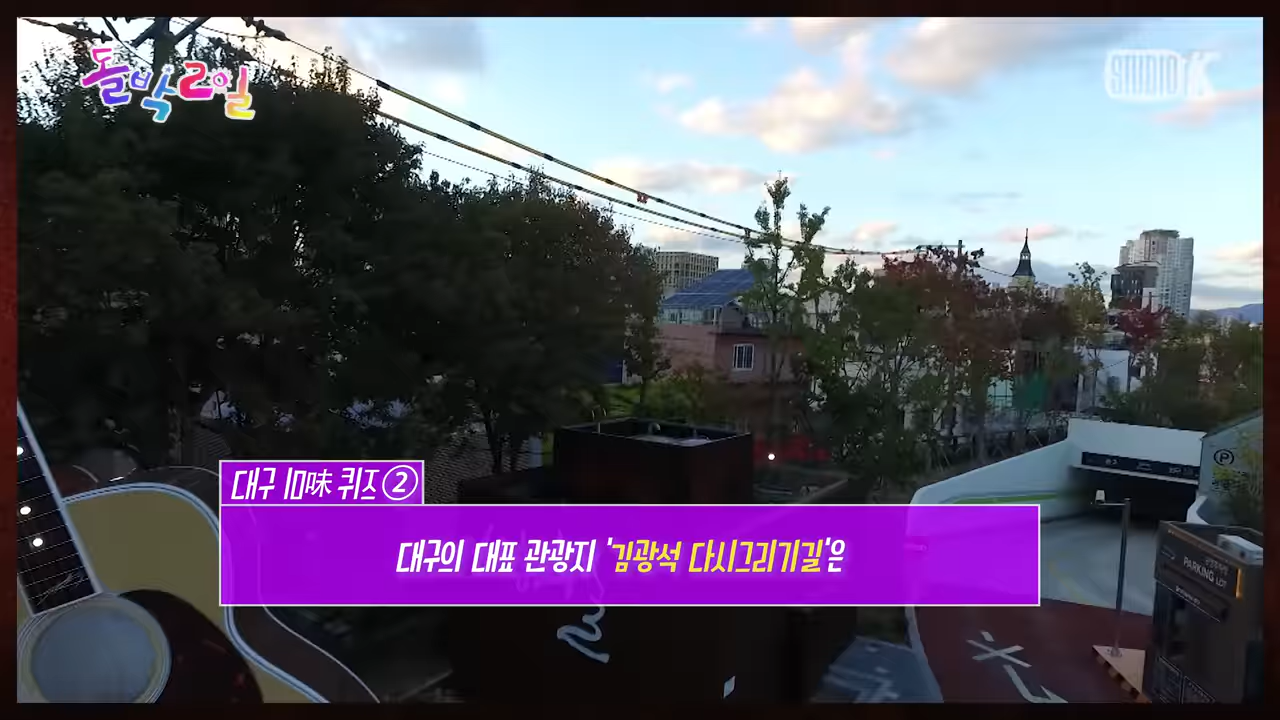 돌박2일
STUDIO K
대구 10味 퀴즈②
대구의 대표 관광지 '김광석 다시그리기길'은
P
PARKING LOT